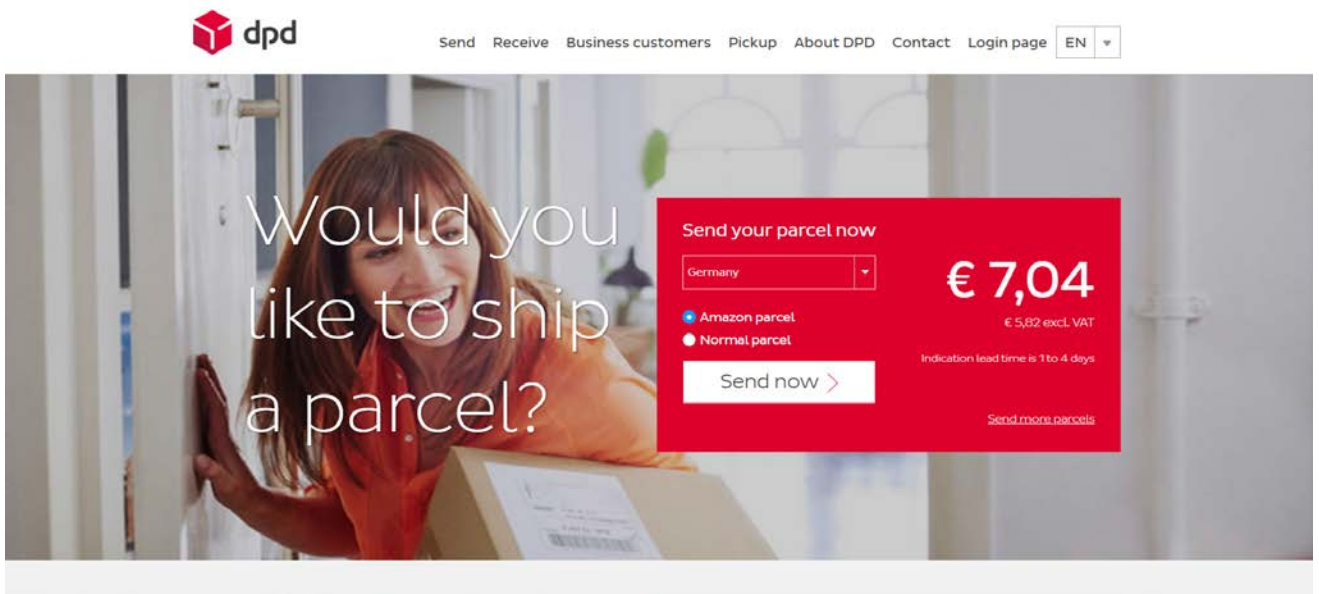 dpd
Send Receive Business customers Pickup About DPD Contact Login page EN
Would you
like to ship
a parcel?
Send your parcel now
Germany
Amazon parcel
Normal parcel
Send now
€ 7,04
€ 5,82 excl. VAT
Indication lead time is 1 to 4 days
Send more parcels